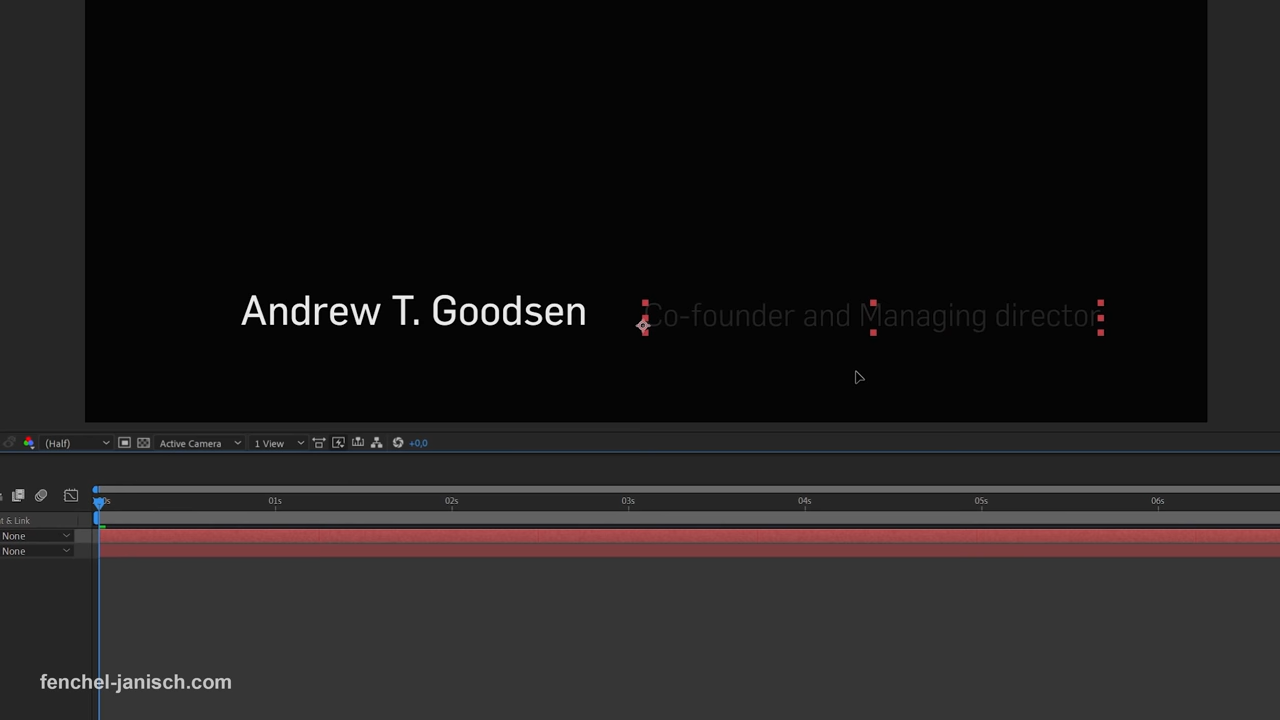 Andrew T. Goodsen
Co-founder and Managing director
(Half)
Active Camera
1 View
+0,0
01s
02s
03s
04s
05s
06s
t & Link
None
None
fenchel-janisch.com